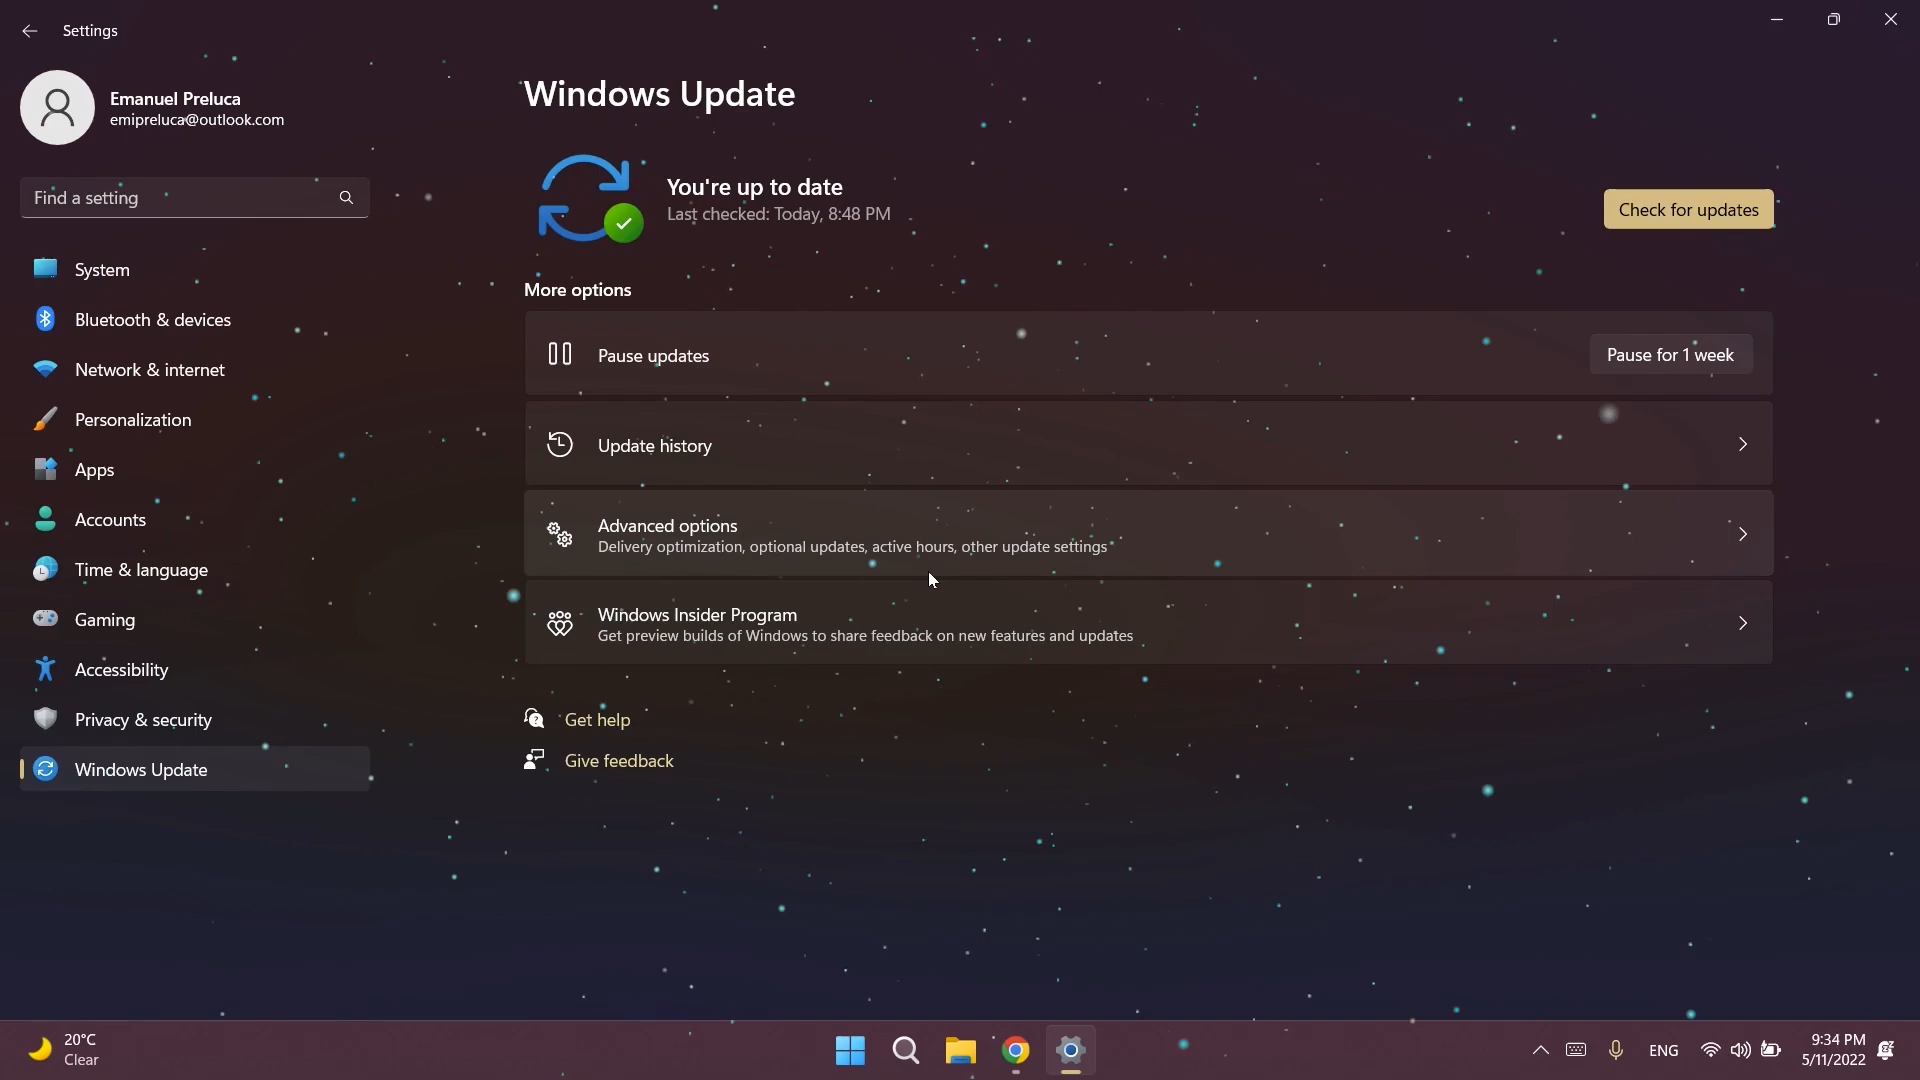 Settings
Emanuel Preluca
emipreluca@outlook.com
Find a setting
System
Bluetooth & devices
Network & internet
Personalization
Apps
Accounts
Time & language
Gaming
Accessibility
Privacy & security
Windows Update
Windows Update
You're up to date
Last checked: Today, 8:48 PM
Check for updates
More options
Pause updates
Pause for 1 week
Update history
Advanced options
Delivery optimization, optional updates, active hours, other update settings
Windows Insider Program
Get preview builds of Windows to share feedback on new features and updates
Get help
Give feedback
20°C
Clear
ENG
9:34 PM
5/11/2022